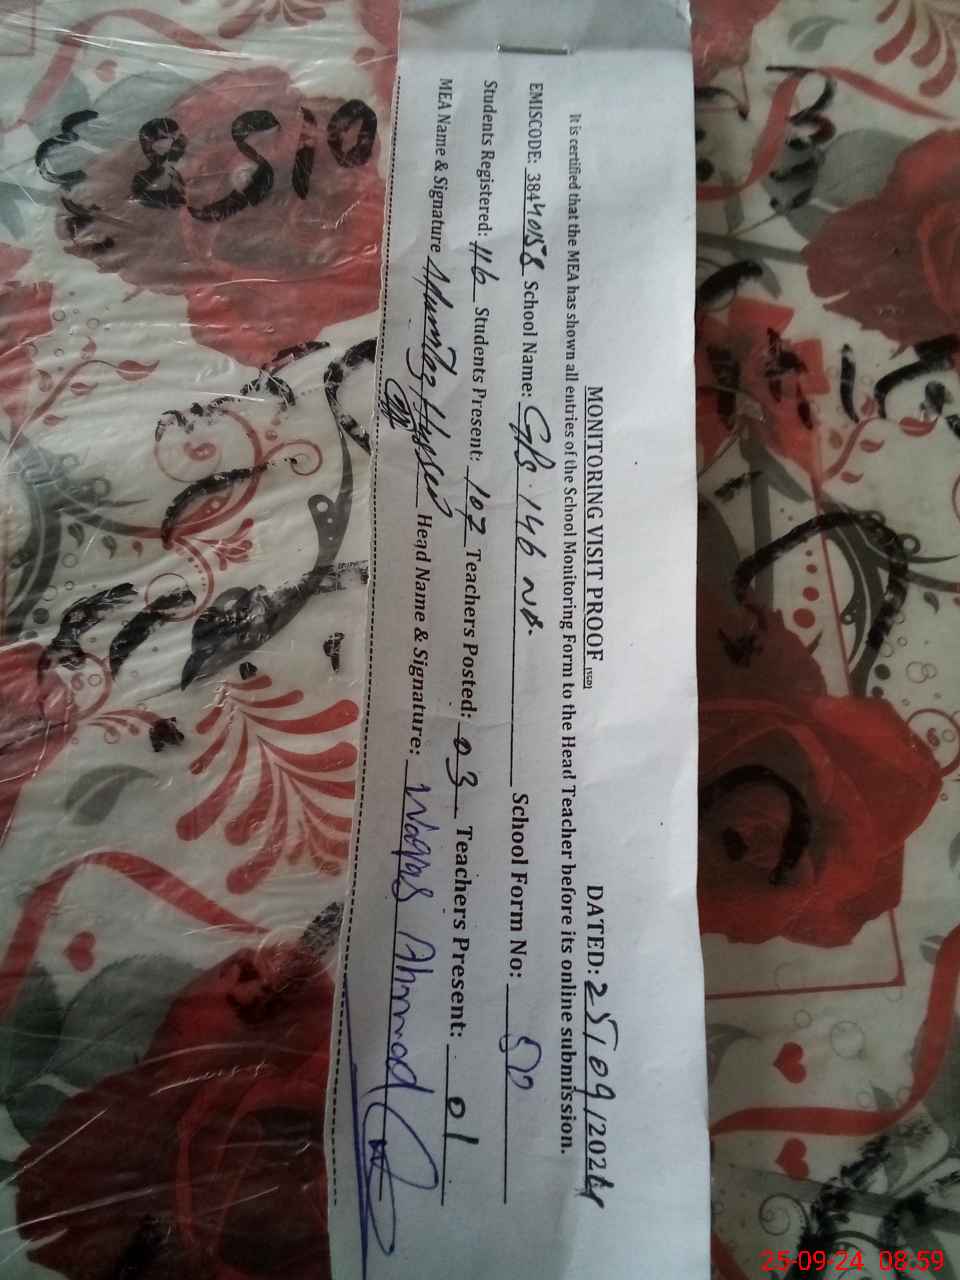 MONITORING VISIT PROOF [SED] DATED: 25/09/2024
It is certified that the MEA has shown all entries of the School Monitoring Form to the Head Teacher before its online submission.
EMISCODE: 38440158 School Name: GPS 146 NB. School Form No:
Students Registered: 116 Students Present: 107 Teachers Posted: 03 Teachers Present: 01
MEA Name & Signature Mumtaz Hussain Head Name & Signature: Waqas Ahmad
25-09-24 08:59